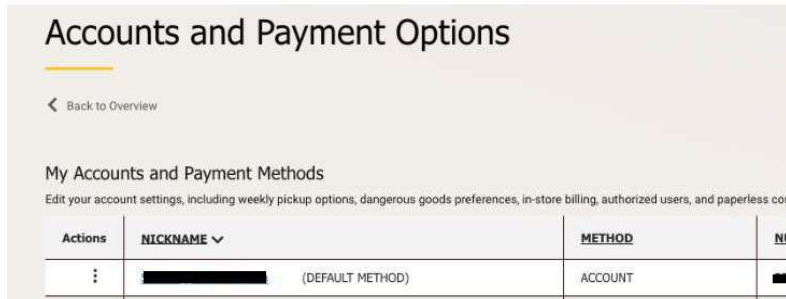 Accounts and Payment Options
Back to Overview
My Accounts and Payment Methods
Edit your account settings, including weekly pickup options, dangerous goods preferences, in-store billing, authorized users, and paperless
Actions NICKNAME METHOD
(DEFAULT METHOD) ACCOUNT